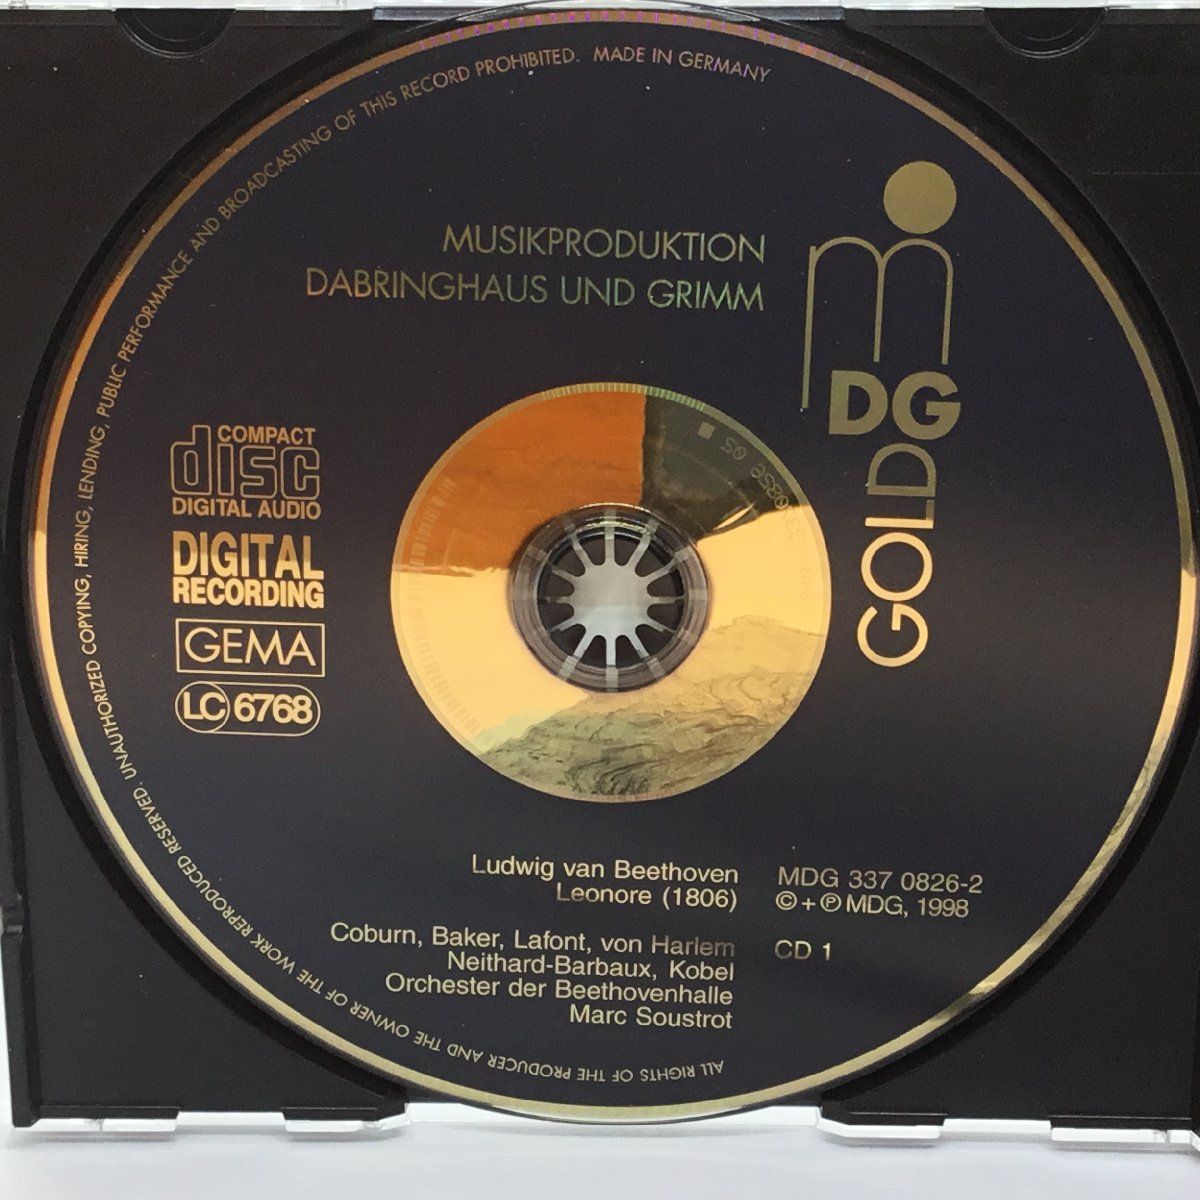 ALL RIGHTS OF THE PRODUCER AND THE OWNER OF THE WORK REPRODUCED RESERVED. UNAUTHORIZED COPYING, HIRING, LENDING, PUBLIC PERFORMANCE AND BROADCASTING OF THIS RECORD PROHIBITED. MADE IN GERMANY
MUSIKPRODUKTION
DABRINGHAUS UND GRIMM
DG
GOLD
COMPACT
disc
DIGITAL AUDIO
DIGITAL
RECORDING
GEMA
LC 6768
Ludwig van Beethoven
Leonore (1806)
Coburn, Baker, Lafont, von Harlem
Neithard-Barbaux, Kobel
Orchester der Beethovenhalle
Marc Soustrot
MDG 337 0826-2
©+℗ MDG, 1998
CD 1